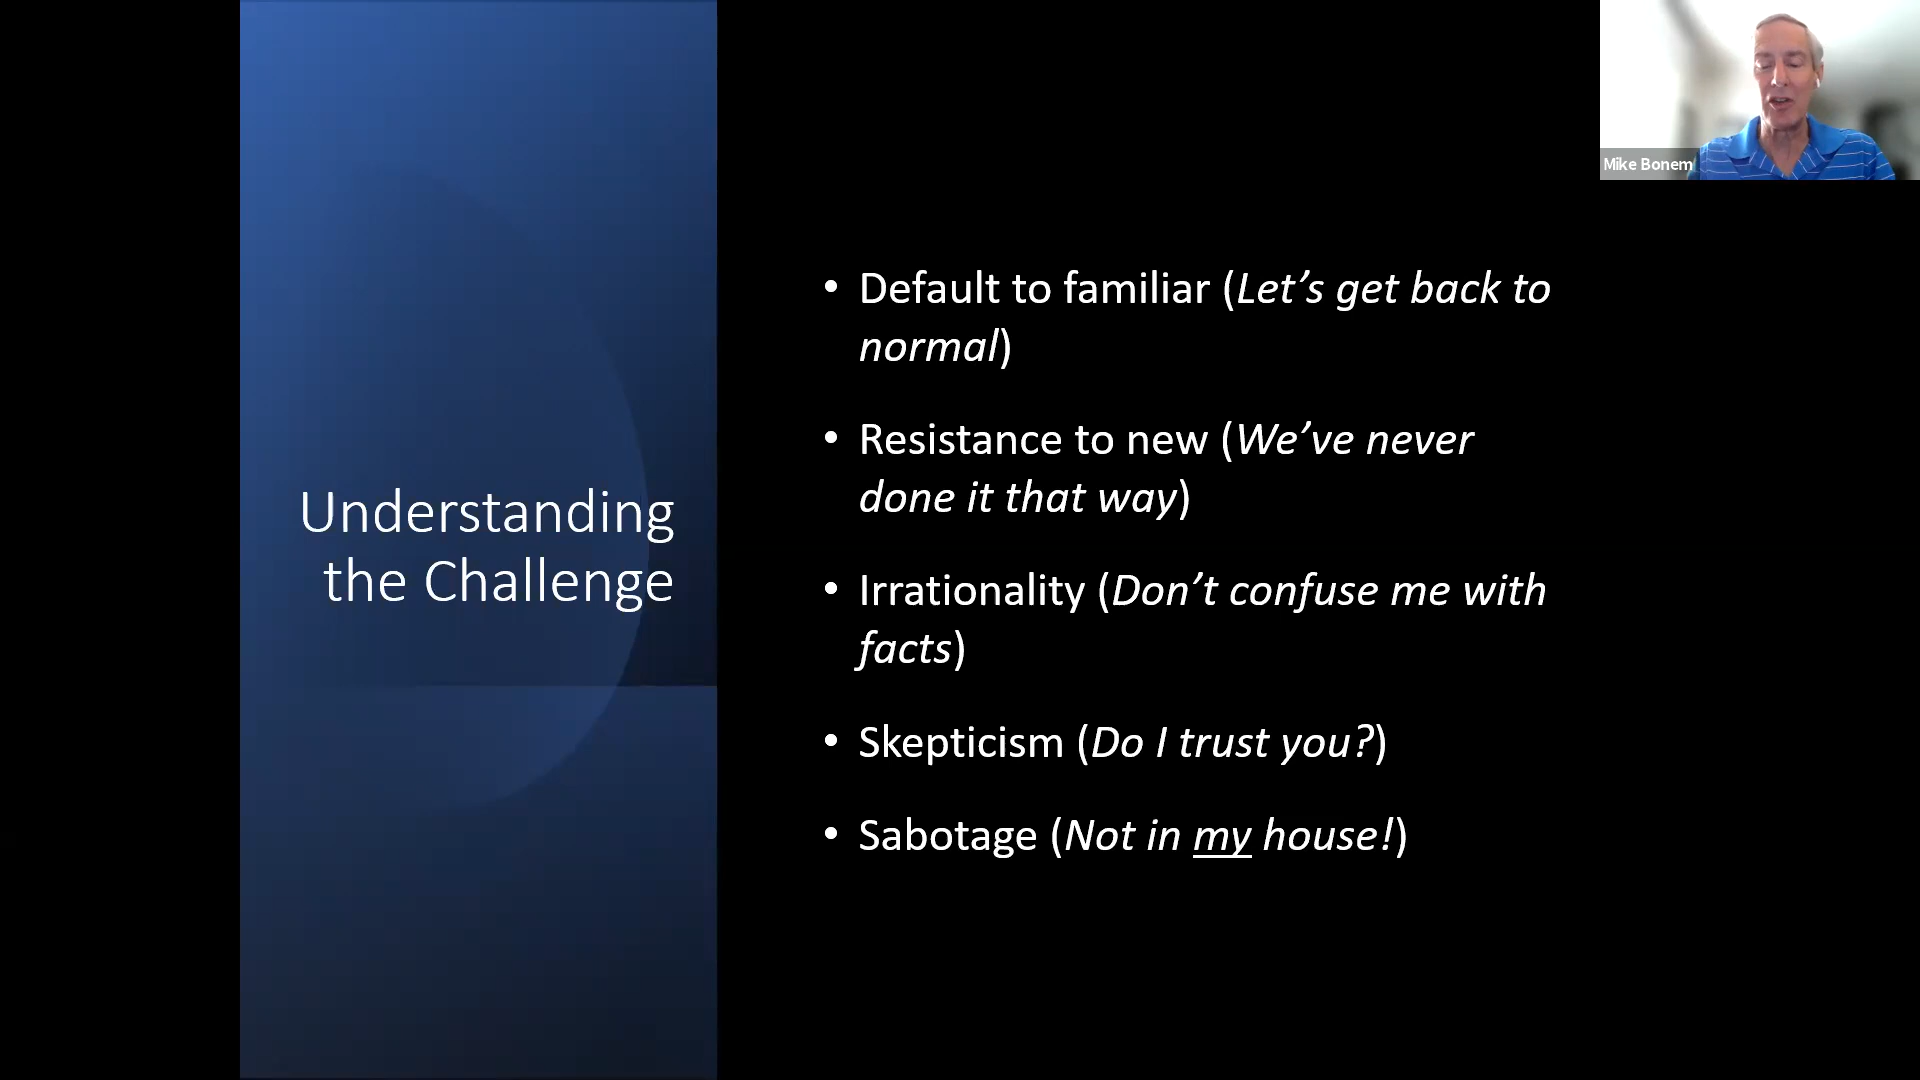 Mike Bonem
Understanding
the Challenge
• Default to familiar (Let’s get back to
normal)
• Resistance to new (We’ve never
done it that way)
• Irrationality (Don’t confuse me with
facts)
• Skepticism (Do I trust you?)
• Sabotage (Not in my house!)